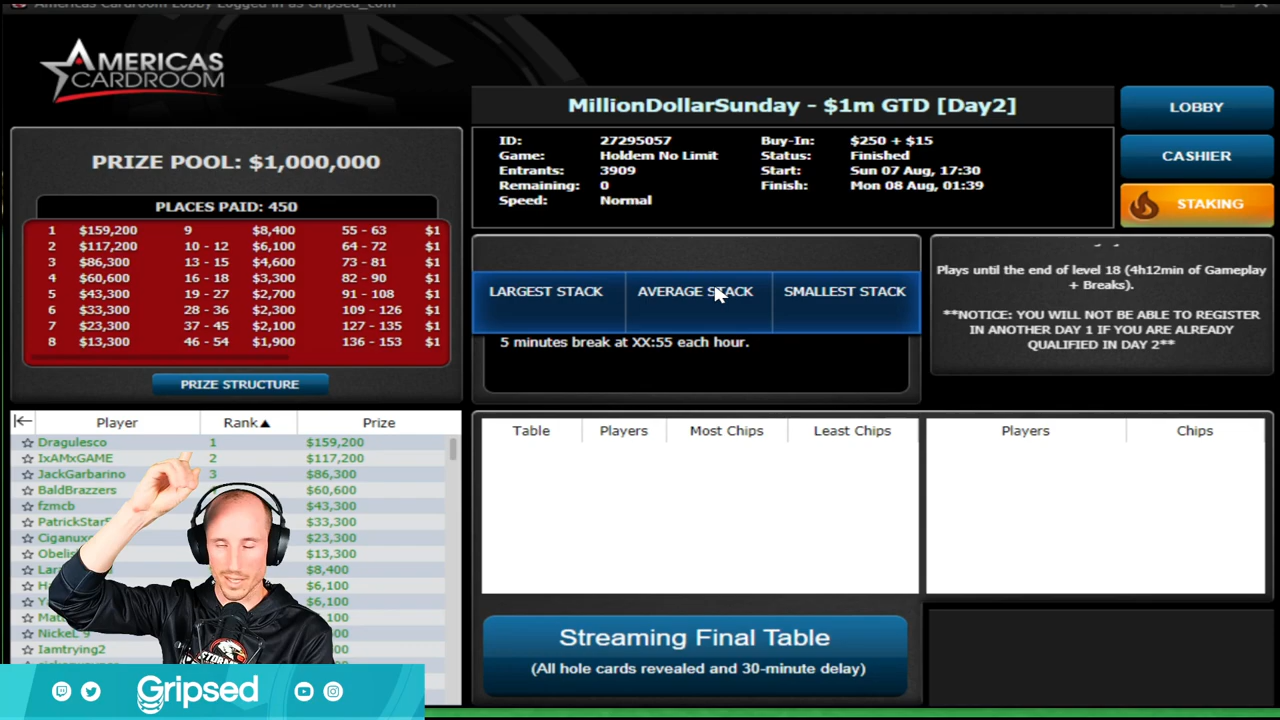 Americas Cardroom Lobby Logged in as Gripsed_com
AMERICAS
CARDROOM
MillionDollarSunday - $1m GTD [Day2]
LOBBY
CASHIER
STAKING
ID: 27295057 Buy-In: $250 + $15
Game: Holdem No Limit Status: Finished
Entrants: 3909 Start: Sun 07 Aug, 17:30
Remaining: 0 Finish: Mon 08 Aug, 01:39
Speed: Normal
PRIZE POOL: $1,000,000
PLACES PAID: 450
1 $159,200 9 $8,400 55 - 63 $1
2 $117,200 10 - 12 $6,100 64 - 72 $1
3 $86,300 13 - 15 $4,600 73 - 81 $1
4 $60,600 16 - 18 $3,300 82 - 90 $1
5 $43,300 19 - 27 $2,700 91 - 108 $1
6 $33,300 28 - 36 $2,300 109 - 126 $1
7 $23,300 37 - 45 $2,100 127 - 135 $1
8 $13,300 46 - 54 $1,900 136 - 153 $1
PRIZE STRUCTURE
LARGEST STACK AVERAGE STACK SMALLEST STACK
5 minutes break at XX:55 each hour.
Plays until the end of level 18 (4h12min of Gameplay
+ Breaks).
**NOTICE: YOU WILL NOT BE ABLE TO REGISTER
IN ANOTHER DAY 1 IF YOU ARE ALREADY
QUALIFIED IN DAY 2**
Player Rank Prize
Dragulesco 1 $159,200
IxAMxGAME 2 $117,200
JackGarbarino 3 $86,300
BaldBrazzers $60,600
fzmcb $43,300
$33,300
$23,300
$13,300
$8,400
$6,100
$6,100
NickeL 9
Iamtrying2
Table Players Most Chips Least Chips
Players Chips
Streaming Final Table
(All hole cards revealed and 30-minute delay)
Gripsed